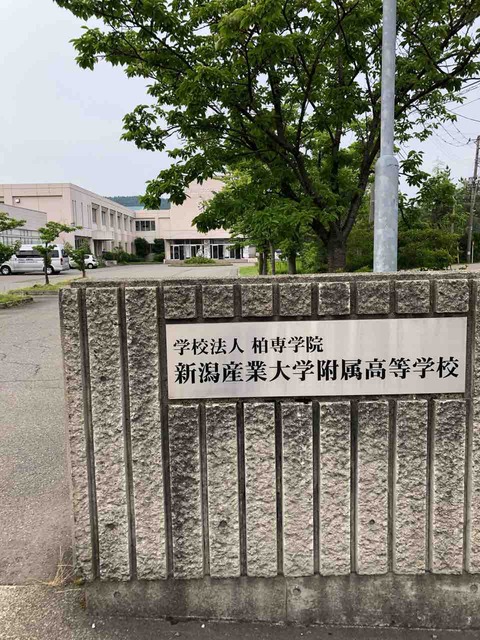 学校法人 柏専学院
新潟産業大学附属高等学校